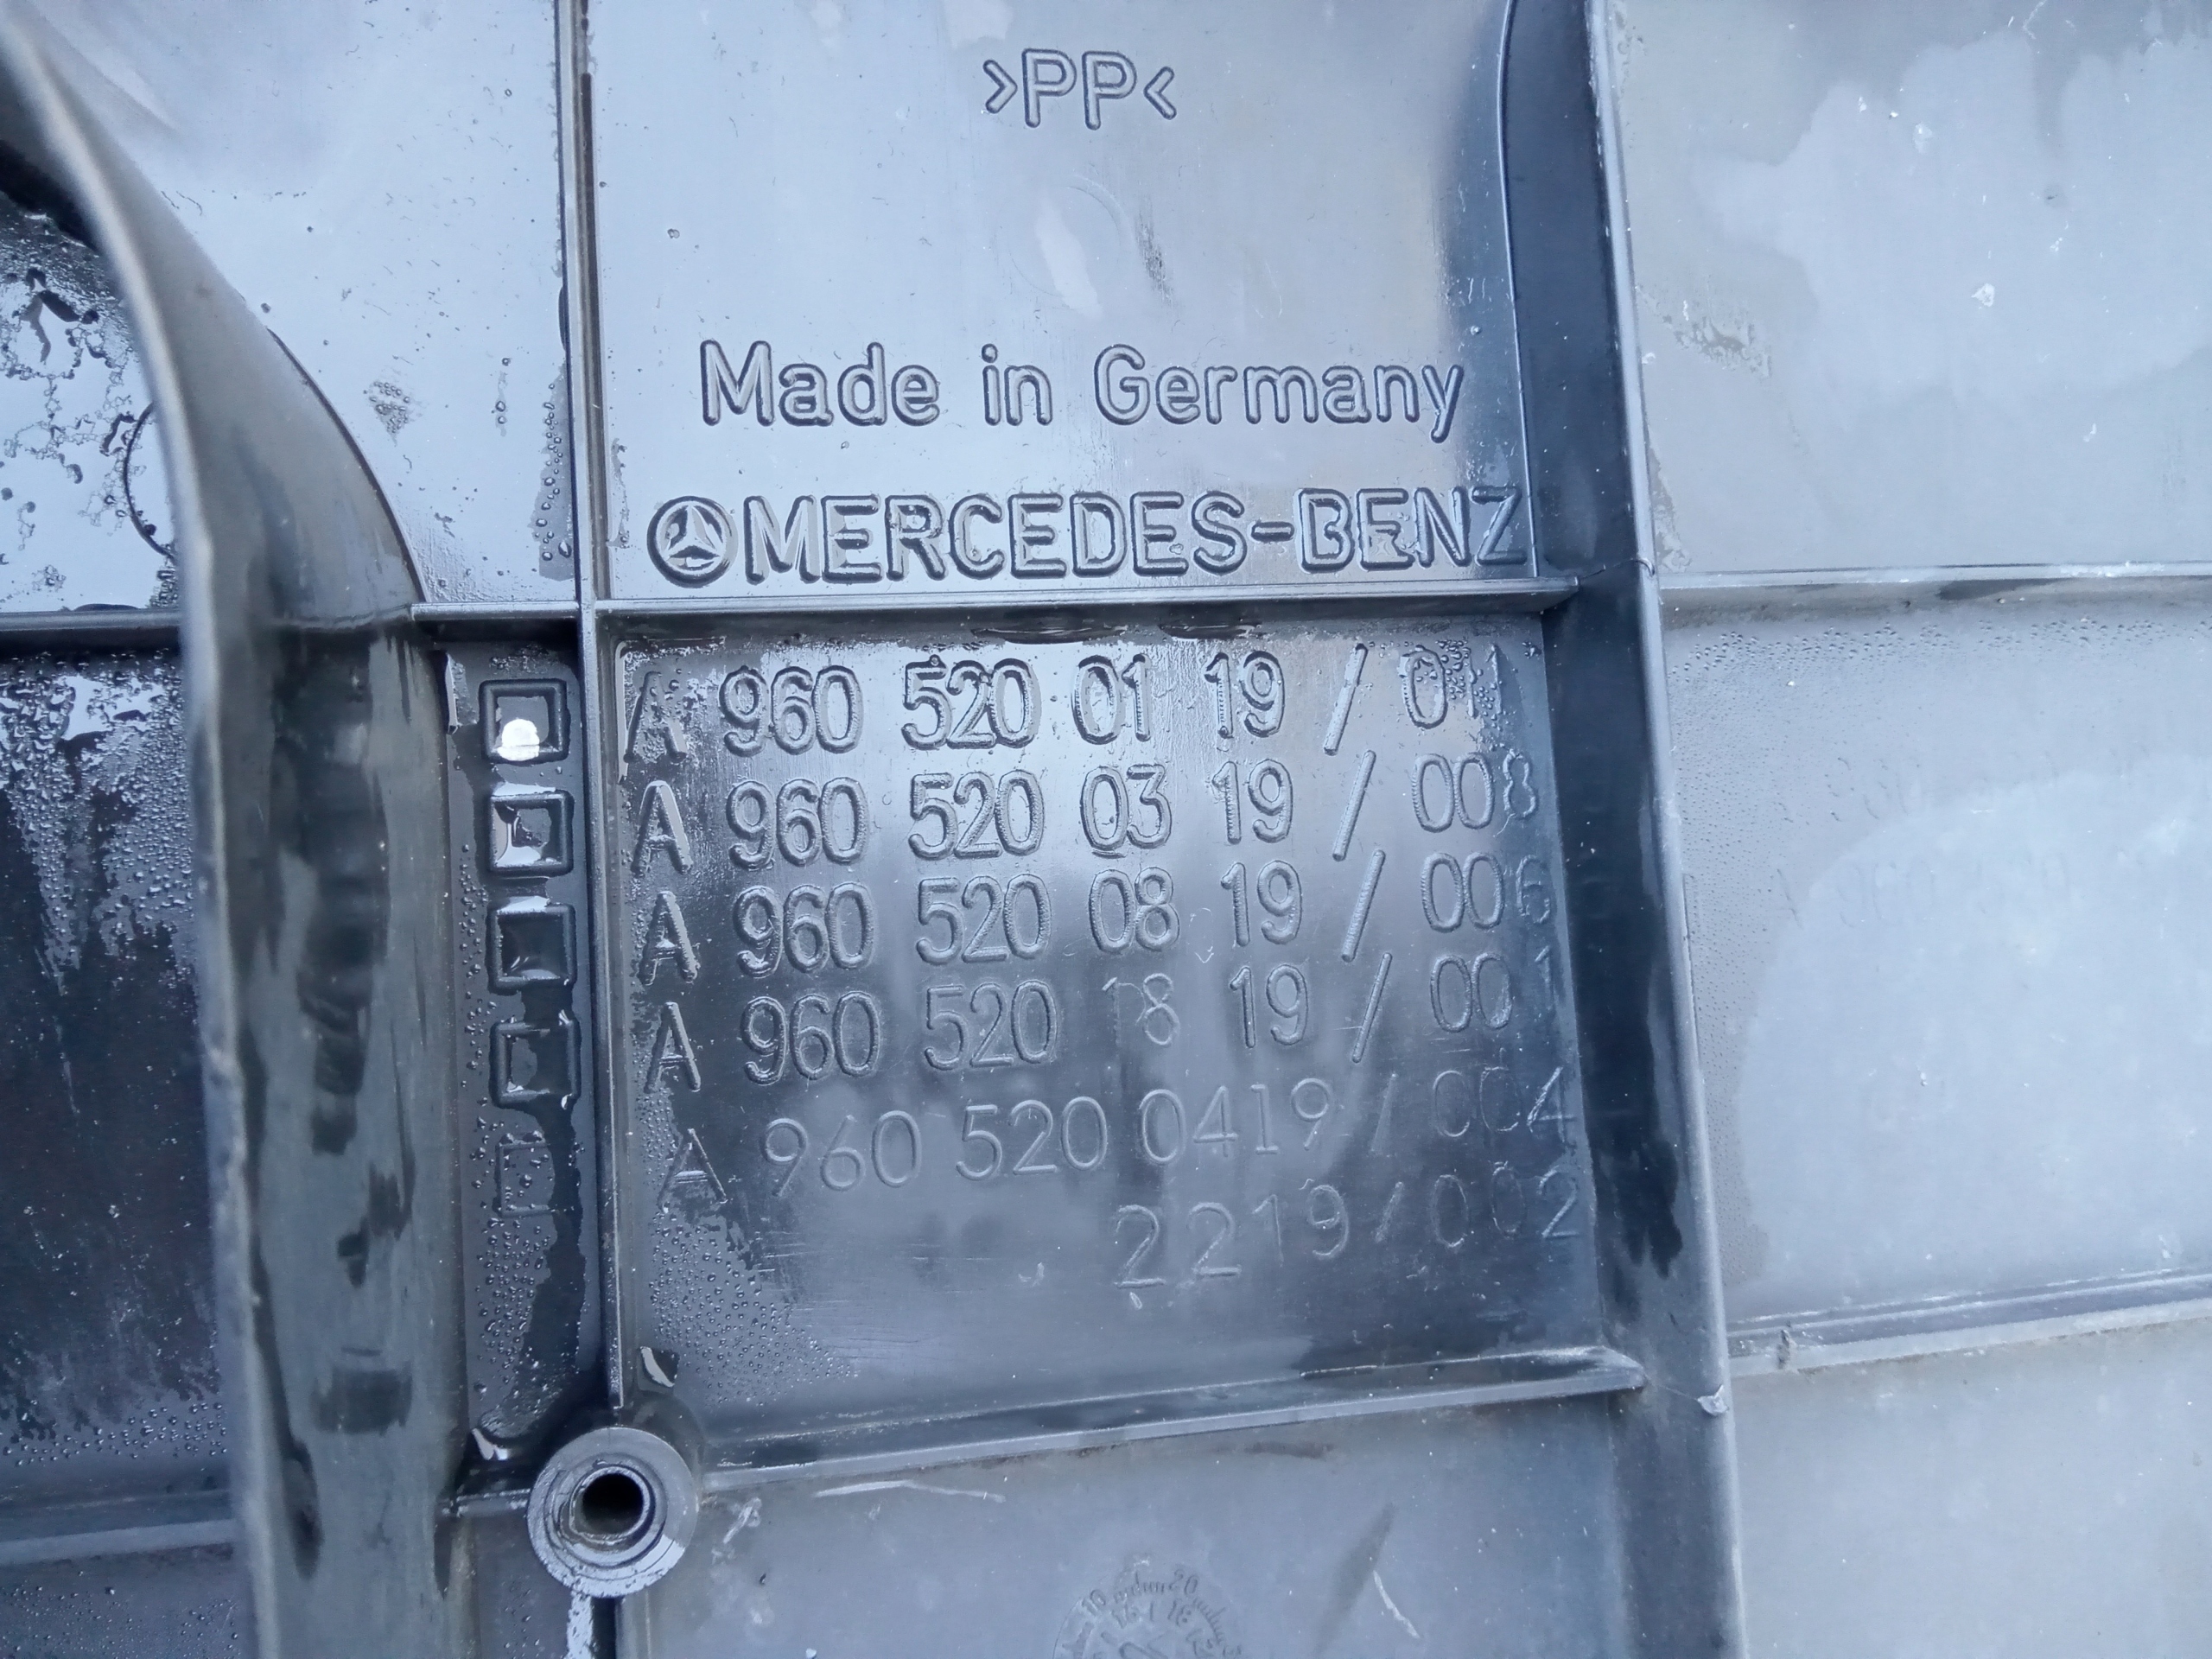 >PP<
Made in Germany
MERCEDES-BENZ
A 960 520 01 19 / 011
A 960 520 03 19 / 008
A 960 520 08 19 / 006
A 960 520 18 19 / 001
A 960 520 0419 / 004
2219 / 002